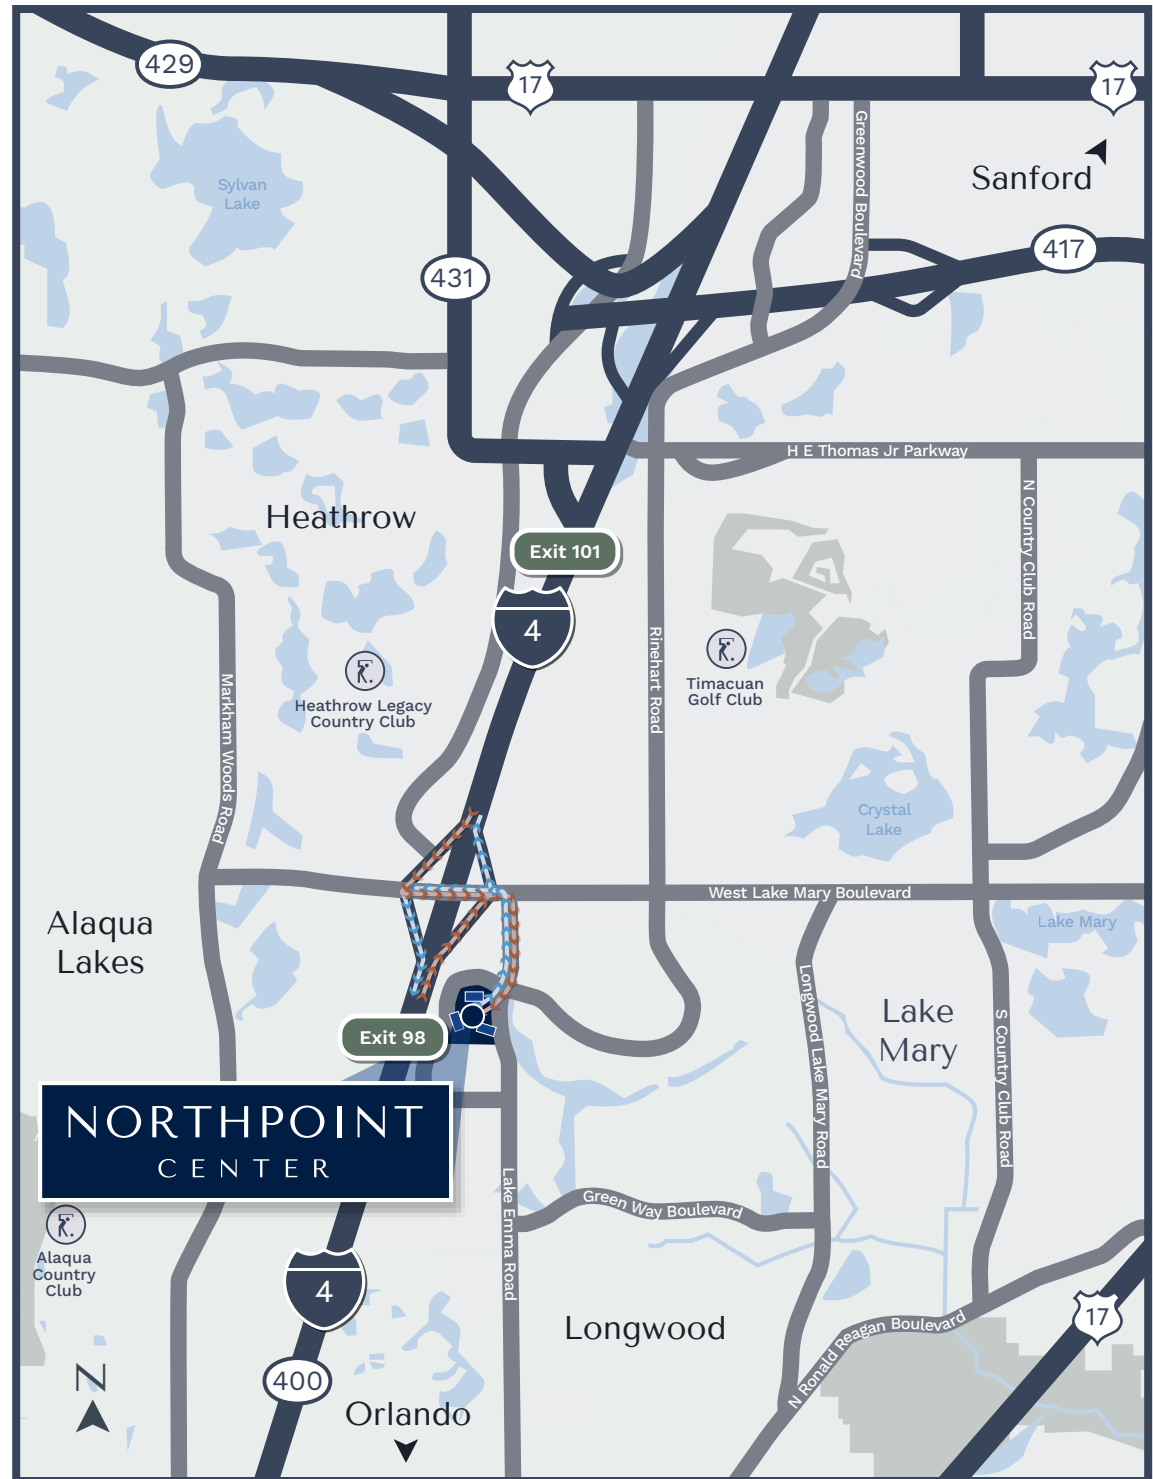 429
17
17
Sanford
Greenwood Boulevard
Sylvan
Lake
417
431
H E Thomas Jr Parkway
N Country Club Road
Heathrow
Exit 101
4
Rinehart Road
Timacuan
Golf Club
Heathrow Legacy
Country Club
Markham Woods Road
Crystal
Lake
West Lake Mary Boulevard
Alaqua
Lakes
Lake Mary
Longwood Lake Mary Road
Lake
Mary
S Country Club Road
Exit 98
NORTHPOINT
CENTER
Lake Emma Road
Green Way Boulevard
Alaqua
Country
Club
4
Longwood
N Ronald Reagan Boulevard
17
N
400
Orlando